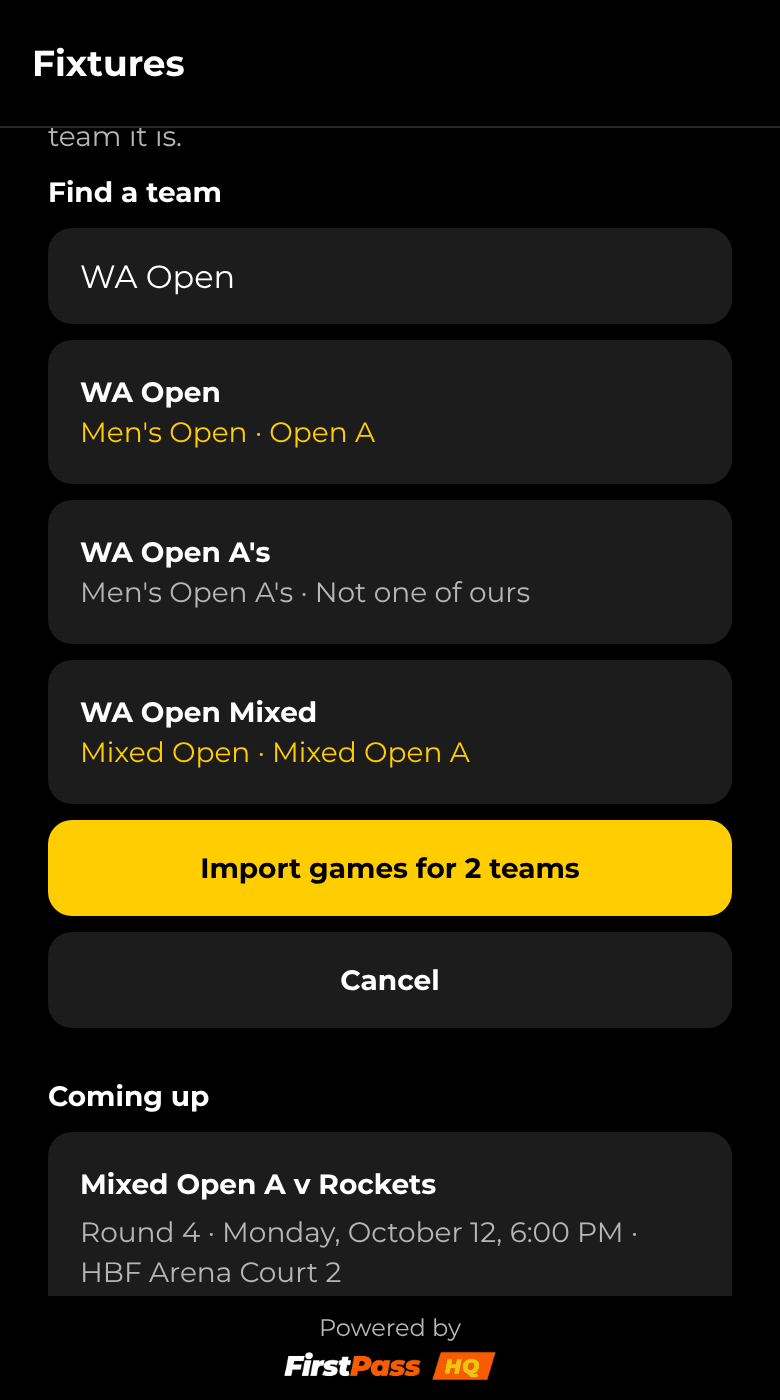 Fixtures
team it is.
Find a team
WA Open
WA Open
Men's Open · Open A
WA Open A's
Men's Open A's · Not one of ours
WA Open Mixed
Mixed Open · Mixed Open A
Import games for 2 teams
Cancel
Coming up
Mixed Open A v Rockets
Round 4 · Monday, October 12, 6:00 PM ·
HBF Arena Court 2
Powered by
FirstPass HQ